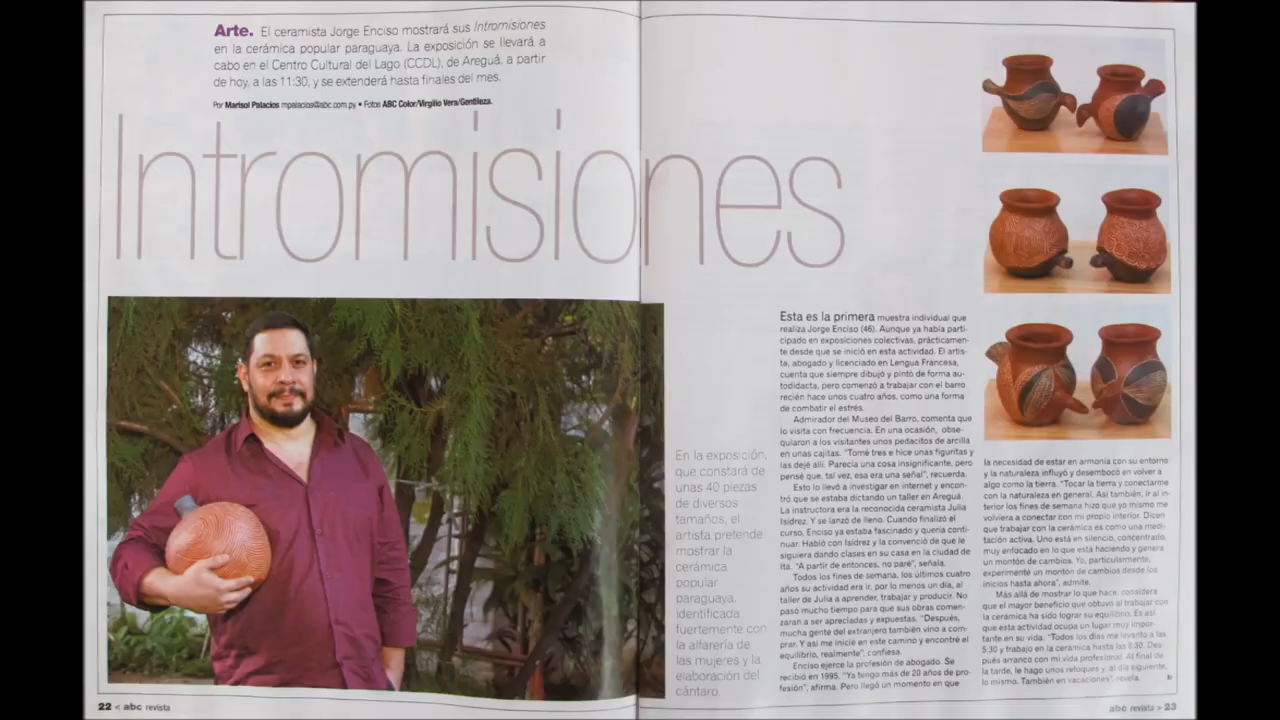 Arte. El ceramista Jorge Enciso mostrará sus Intromisiones
en la cerámica popular paraguaya. La exposición se llevará a
cabo en el Centro Cultural del Lago (CCDL), de Areguá, a partir
de hoy, a las 11:30, y se extenderá hasta finales del mes.
Por Marisol Palacios mpalacios@abc.com.py • Fotos ABC Color/Virgilio Vera/Gentileza.
Intromisiones
En la exposición,
que constará de
unas 40 piezas
de diversos
tamaños, el
artista pretende
mostrar la
cerámica
popular
paraguaya,
identificada
fuertemente con
la alfarería de
las mujeres y la
elaboración del
cántaro.
Esta es la primera muestra individual que
realiza Jorge Enciso (46). Aunque ya había parti-
cipado en exposiciones colectivas, prácticamen-
te desde que se inició en esta actividad. El artis-
ta, abogado y licenciado en Lengua Francesa,
cuenta que siempre dibujó y pintó de forma au-
todidacta, pero comenzó a trabajar con el barro
recién hace unos cuatro años, como una forma
de combatir el estrés.
Admirador del Museo del Barro, comenta que
lo visita con frecuencia. En una ocasión, obse-
quiaron a los visitantes unos pedacitos de arcilla
en unas cajitas. "Tomé tres e hice unas figuritas y
las dejé allí. Parecía una cosa insignificante, pero
pensé que, tal vez, esa era una señal", recuerda.
Esto lo llevó a investigar en internet y encon-
tró que se estaba dictando un taller en Areguá.
La instructora era la reconocida ceramista Julia
Isídrez. Y se lanzó de lleno. Cuando finalizó el
curso, Enciso ya estaba fascinado y quería conti-
nuar. Habló con Isídrez y la convenció de que le
siguiera dando clases en su casa en la ciudad de
Itá. "A partir de entonces, no paré", señala.
Todos los fines de semana, los últimos cuatro
años su actividad era ir, por lo menos un día, al
taller de Julia a aprender, trabajar y producir. No
pasó mucho tiempo para que sus obras comen-
zaran a ser apreciadas y expuestas. "Después,
mucha gente del extranjero también vino a com-
prar. Y así me inicié en este camino y encontré el
equilibrio, realmente", confiesa.
Enciso ejerce la profesión de abogado. Se
recibió en 1995. "Ya tengo más de 20 años de pro-
fesión", afirma. Pero llegó un momento en que
la necesidad de estar en armonía con su entorno
y la naturaleza influyó y desembocó en volver a
algo como la tierra. "Tocar la tierra y conectarme
con la naturaleza en general. Así también, ir al in-
terior los fines de semana hizo que yo mismo me
volviera a conectar con mi propio interior. Dicen
que trabajar con la cerámica es como una medi-
tación activa. Uno está en silencio, concentrado,
muy enfocado en lo que está haciendo y genera
un montón de cambios. Yo, particularmente,
experimenté un montón de cambios desde los
inicios hasta ahora", admite.
Más allá de mostrar lo que hace, considera
que el mayor beneficio que obtuvo al trabajar con
la cerámica ha sido lograr su equilibrio. Es así
que esta actividad ocupa un lugar muy impor-
tante en su vida. "Todos los días me levanto a las
5:30 y trabajo en la cerámica hasta las 8:30. Des-
pués arranco con mi vida profesional. Al final de
la tarde, le hago unos retoques y, al día siguiente,
lo mismo. También en vacaciones", revela.
22 < abc revista
abc revista > 23